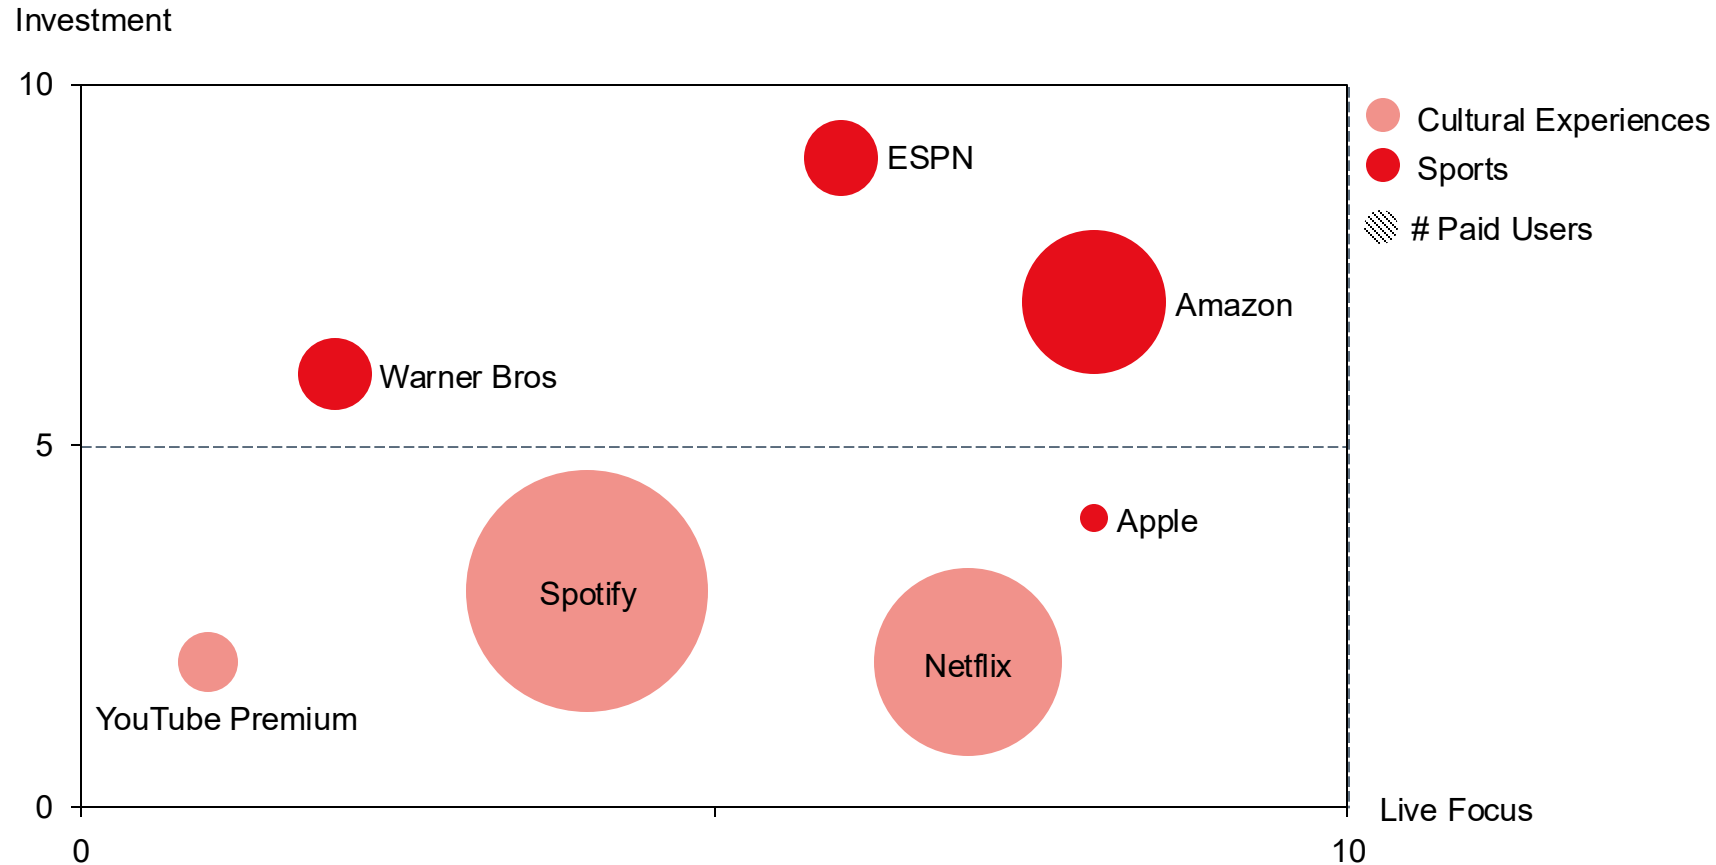 Investment
10
Cultural Experiences
Sports
# Paid Users
ESPN
Amazon
Warner Bros
5
Apple
Spotify
Netflix
YouTube Premium
0
Live Focus
0
10